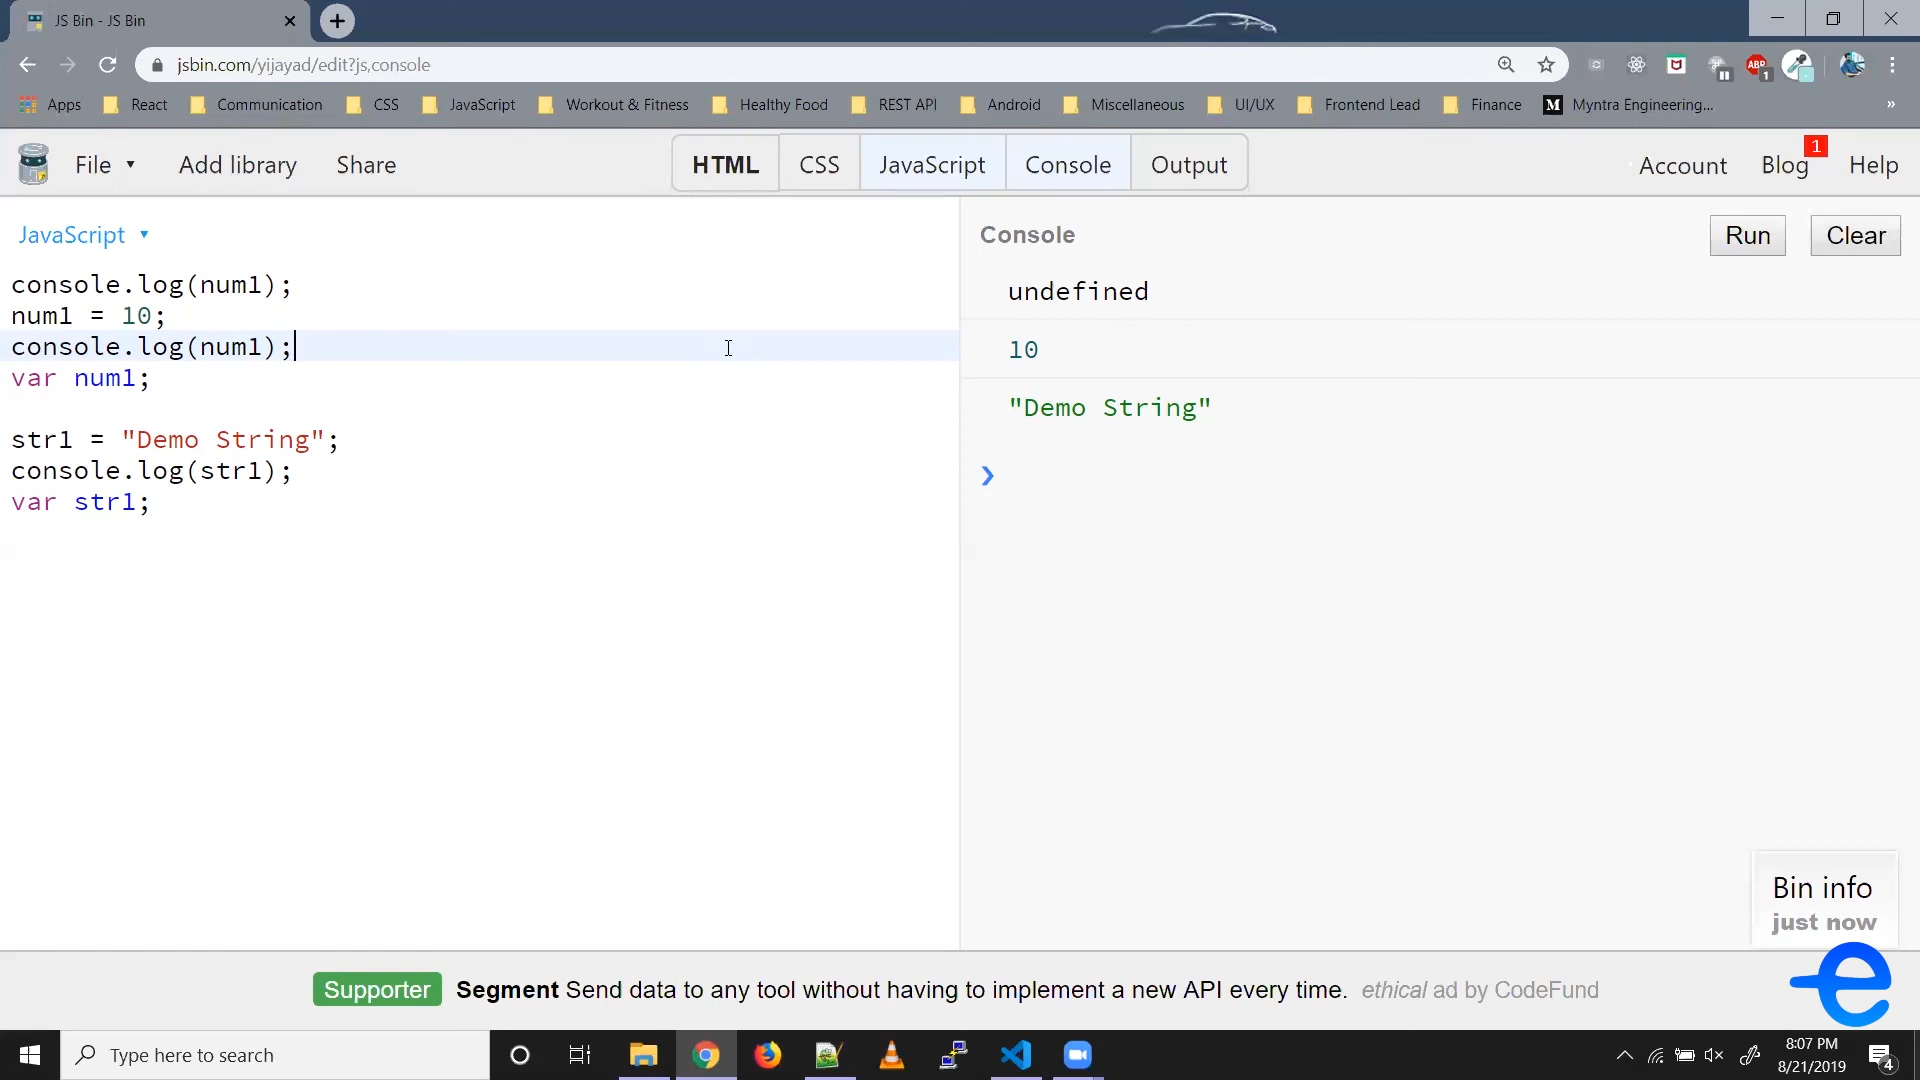 JS Bin - JS Bin
jsbin.com/yijayad/edit?js,console
ABP 1
Apps React Communication CSS JavaScript Workout & Fitness Healthy Food REST API Android Miscellaneous UI/UX Frontend Lead Finance M Myntra Engineering... »
File Add library Share HTML CSS JavaScript Console Output Account Blog 1 Help
JavaScript
console.log(num1);
num1 = 10;
console.log(num1);
var num1;
str1 = "Demo String";
console.log(str1);
var str1;
Console Run Clear
undefined
10
"Demo String"
Bin info
just now
Supporter Segment Send data to any tool without having to implement a new API every time. ethical ad by CodeFund
e
Type here to search
8:07 PM
8/21/2019
4